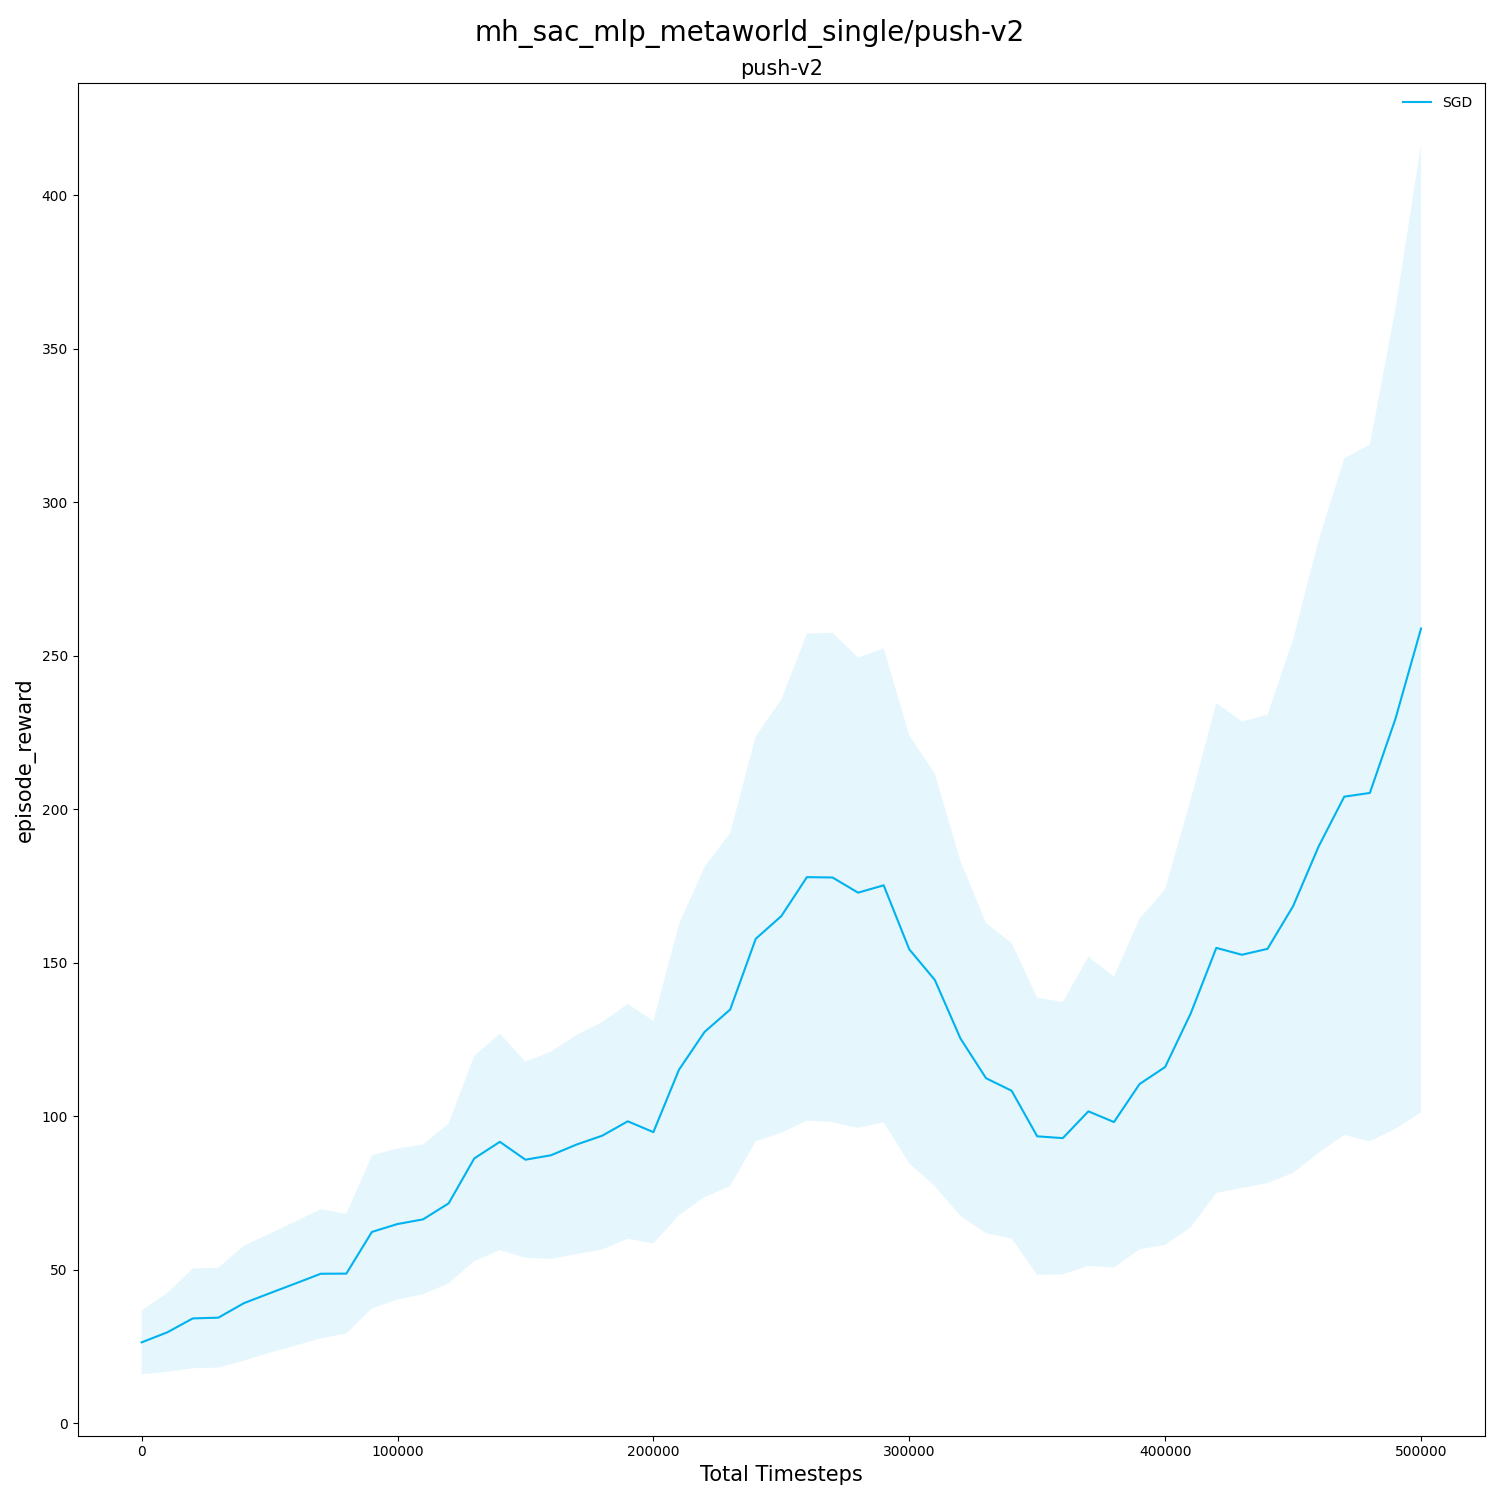 mh_sac_mlp_metaworld_single/push-v2
push-v2
SGD
episode_reward
400
350
300
250
200
150
100
50
0
0 100000 200000 300000 400000 500000
Total Timesteps